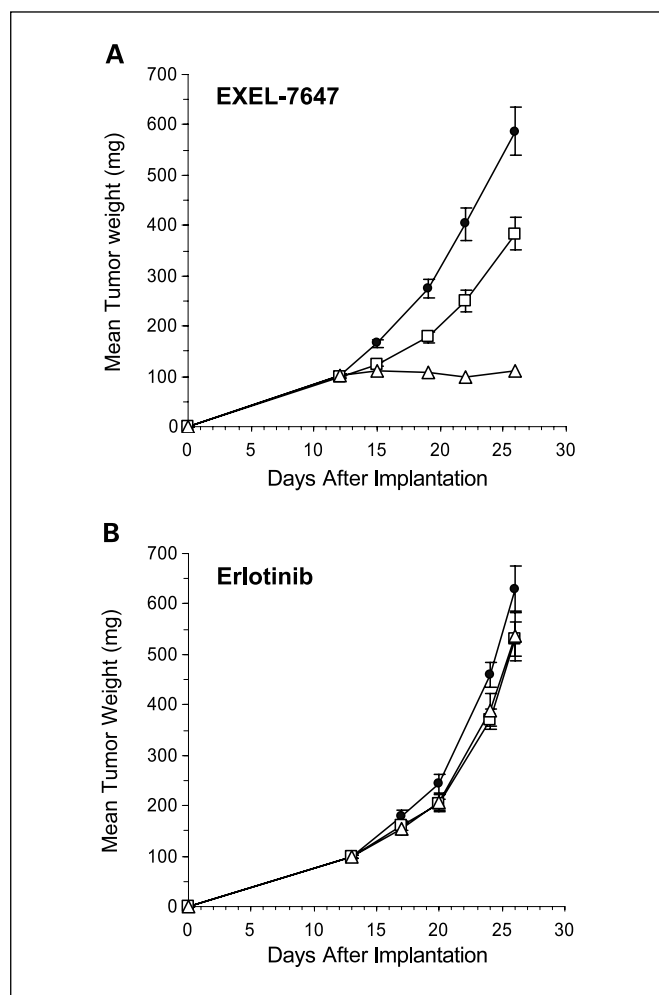 A
EXEL-7647
Mean Tumor weight (mg)
700
600
500
400
300
200
100
0
0 5 10 15 20 25 30
Days After Implantation
B
Erlotinib
Mean Tumor Weight (mg)
700
600
500
400
300
200
100
0
0 5 10 15 20 25 30
Days After Implantation